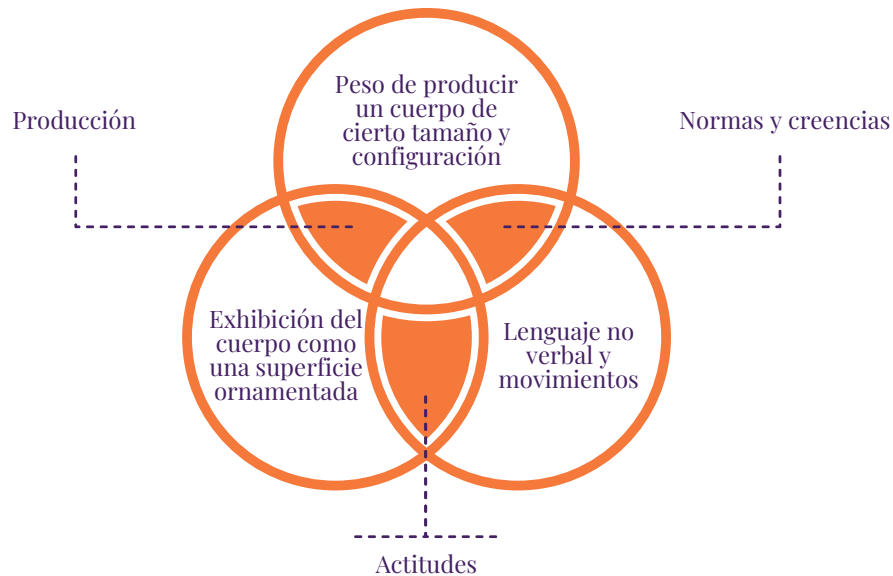 Peso de producir
un cuerpo de
cierto tamaño y
configuración
Producción
Normas y creencias
Exhibición del
cuerpo como
una superficie
ornamentada
Lenguaje no
verbal y
movimientos
Actitudes